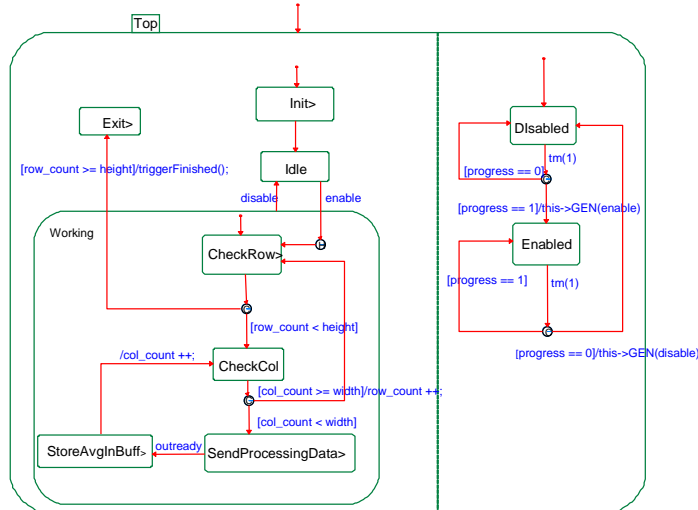 Top
Init>
Exit>
DIsabled
[row_count >= height]/triggerFinished();
Idle
tm(1)
[progress == 0]
disable
enable
[progress == 1]/this->GEN(enable)
Working
H
Enabled
CheckRow>
[progress == 1]
tm(1)
C
[row_count < height]
C
/col_count ++;
CheckCol
[progress == 0]/this->GEN(disable)
[col_count >= width]/row_count ++;
C
[col_count < width]
StoreAvgInBuff>
outready
SendProcessingData>